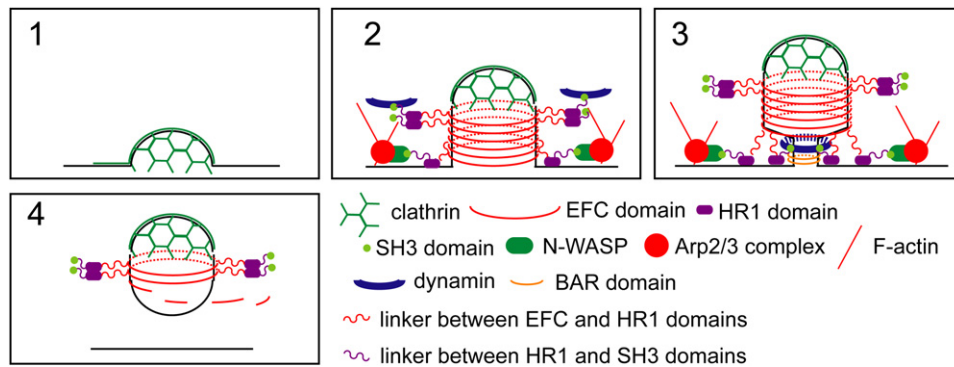 1
2
3
4
clathrin EFC domain HR1 domain
SH3 domain N-WASP Arp2/3 complex F-actin
dynamin BAR domain
linker between EFC and HR1 domains
linker between HR1 and SH3 domains